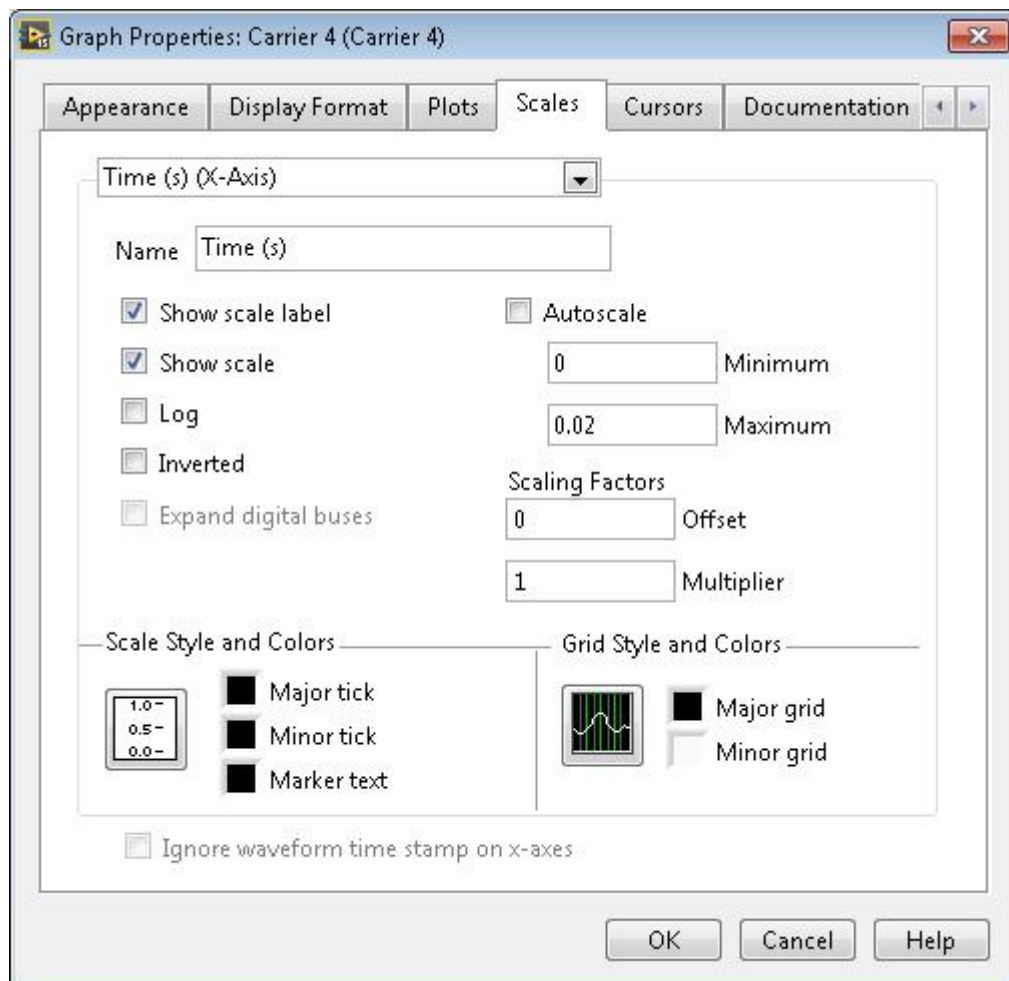 Graph Properties: Carrier 4 (Carrier 4)
Appearance Display Format Plots Scales Cursors Documentation
Time (s) (X-Axis)
Name Time (s)
Show scale label Autoscale
Show scale 0 Minimum
Log 0.02 Maximum
Inverted Scaling Factors
Expand digital buses 0 Offset
1 Multiplier
Scale Style and Colors Grid Style and Colors
1.0 Major tick Major grid
0.5 Minor tick Minor grid
0.0 Marker text
Ignore waveform time stamp on x-axes
OK Cancel Help